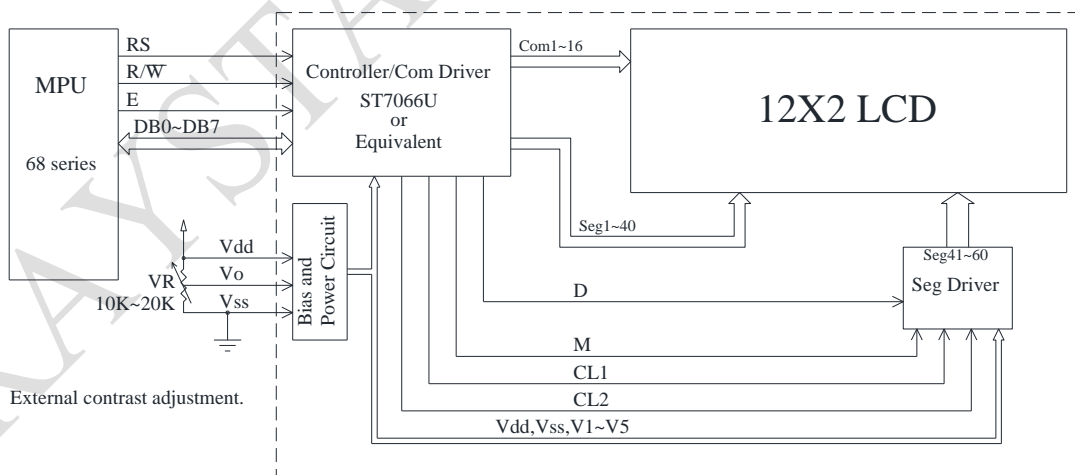 RS
R/W̅
E
DB0~DB7
MPU
68 series
Controller/Com Driver
ST7066U
or
Equivalent
Com1~16
12X2 LCD
Seg1~40
Seg41~60
Seg Driver
Vdd
Vo
Vss
VR
10K~20K
Bias and
Power Circuit
D
M
CL1
CL2
Vdd,Vss,V1~V5
External contrast adjustment.
RAYSTA